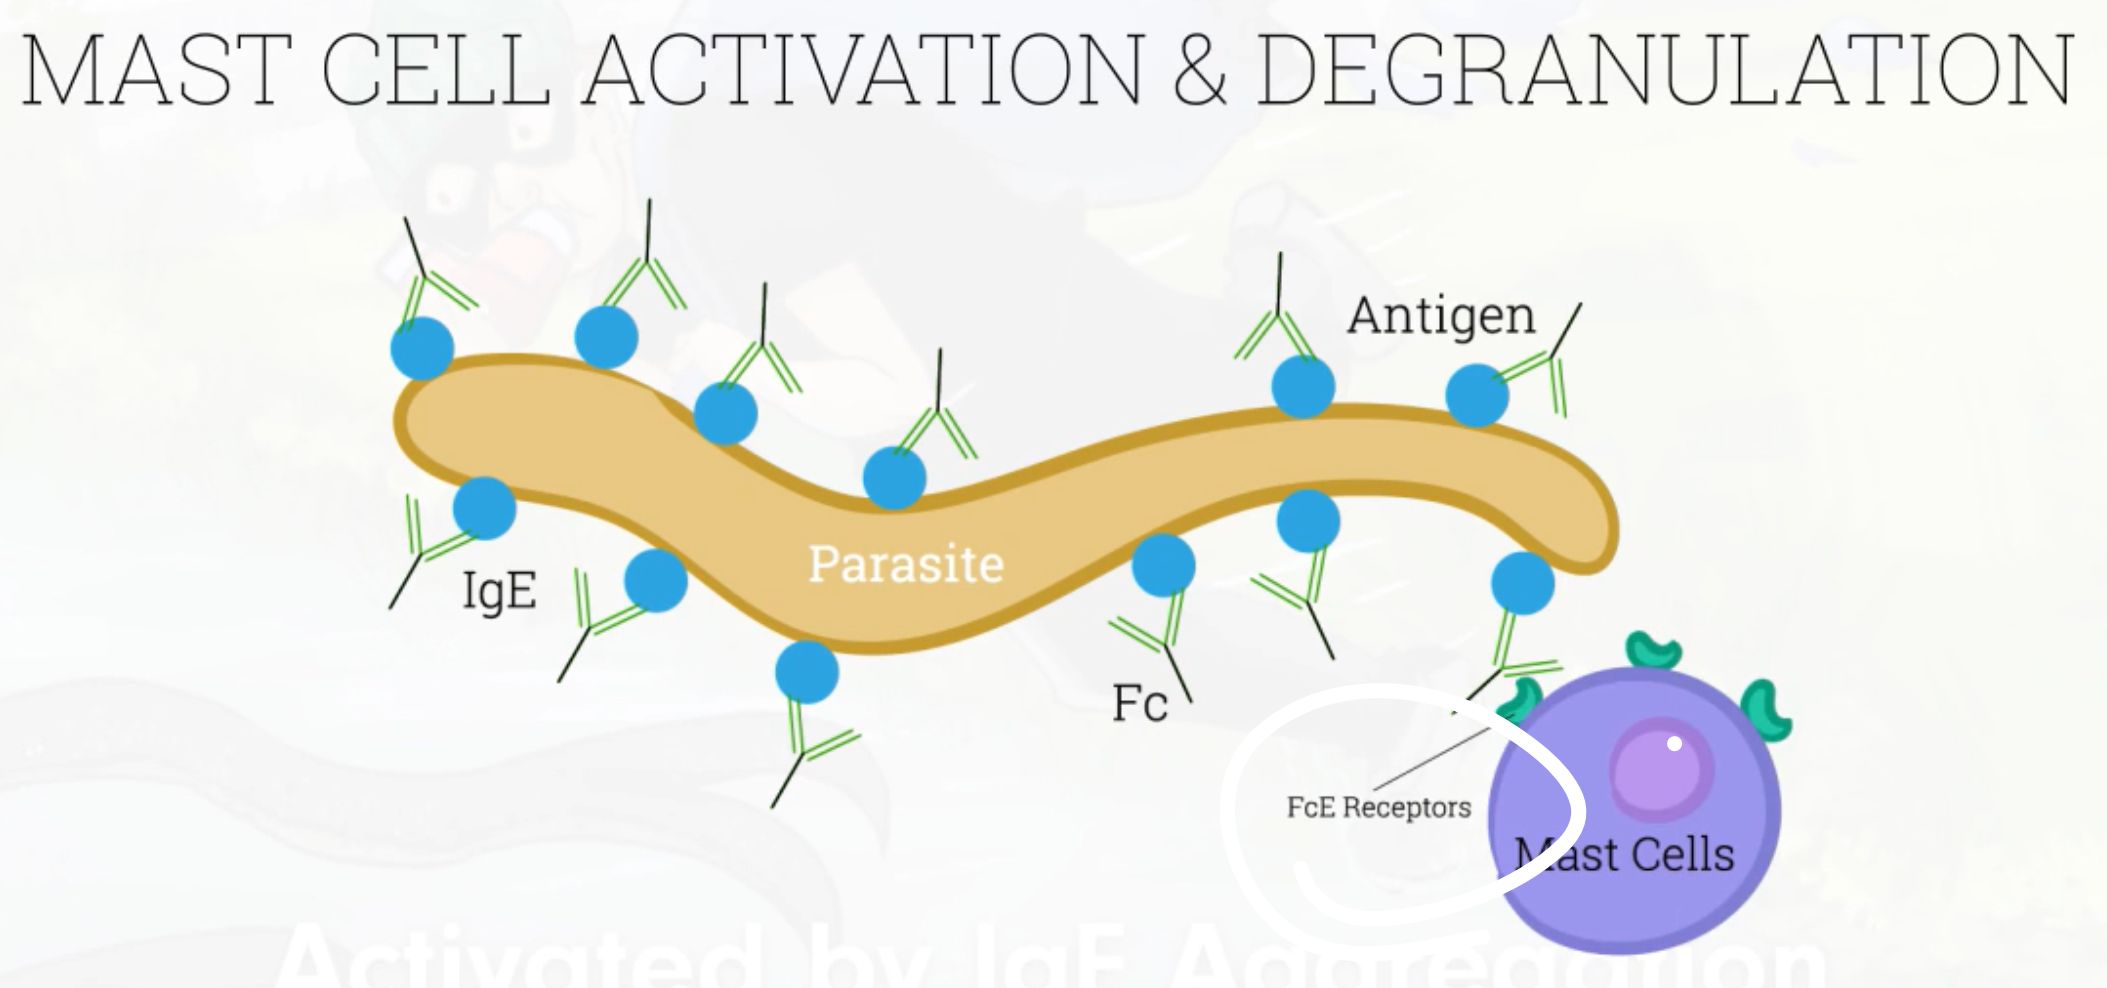 MAST CELL ACTIVATION & DEGRANULATION
Antigen
Parasite
IgE
Fc
FcE Receptors
Mast Cells
Activated by IgE Aggregation